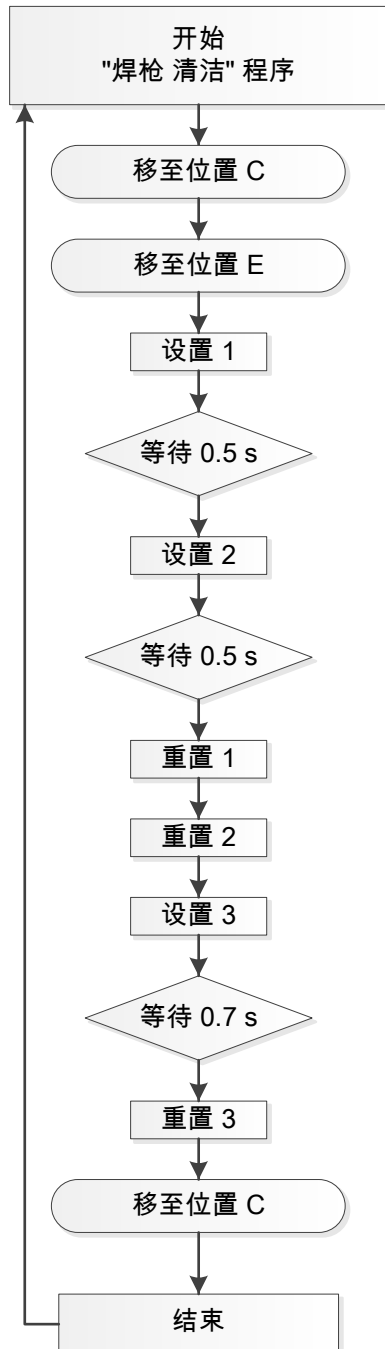 开始
"焊枪 清洁" 程序
移至位置 C
移至位置 E
设置 1
等待 0.5 s
设置 2
等待 0.5 s
重置 1
重置 2
设置 3
等待 0.7 s
重置 3
移至位置 C
结束